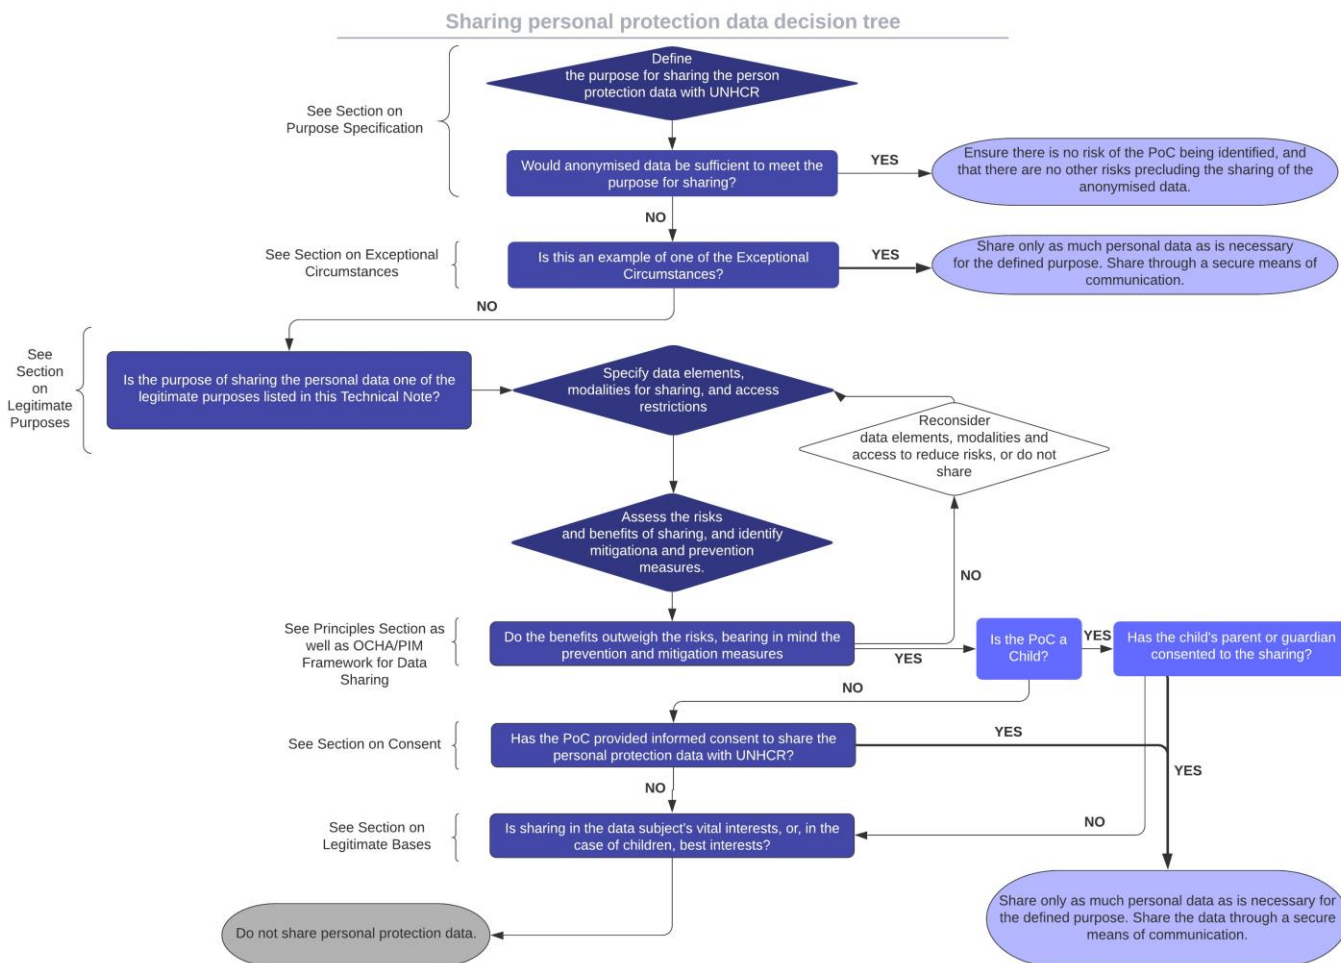 Sharing personal protection data decision tree
Define
the purpose for sharing the person
protection data with UNHCR
See Section on
Purpose Specification
Would anonymised data be sufficient to meet the
purpose for sharing?
YES
Ensure there is no risk of the PoC being identified, and
that there are no other risks precluding the sharing of the
anonymised data.
NO
See Section on Exceptional
Circumstances
Is this an example of one of the Exceptional
Circumstances?
YES
Share only as much personal data as is necessary
for the defined purpose. Share through a secure means of
communication.
NO
See
Section
on
Legitimate
Purposes
Is the purpose of sharing the personal data one of the
legitimate purposes listed in this Technical Note?
Specify data elements,
modalities for sharing, and access
restrictions
Reconsider
data elements, modalities and
access to reduce risks, or do not
share
Assess the risks
and benefits of sharing, and identify
mitigationa and prevention
measures.
NO
See Principles Section as
well as OCHA/PIM
Framework for Data
Sharing
Do the benefits outweigh the risks, bearing in mind the
prevention and mitigation measures
YES
Is the PoC a
Child?
YES
Has the child's parent or guardian
consented to the sharing?
NO
See Section on Consent
Has the PoC provided informed consent to share the
personal protection data with UNHCR?
YES
YES
NO
See Section on
Legitimate Bases
Is sharing in the data subject's vital interests, or, in the
case of children, best interests?
NO
Do not share personal protection data.
Share only as much personal data as is necessary for
the defined purpose. Share the data through a secure
means of communication.